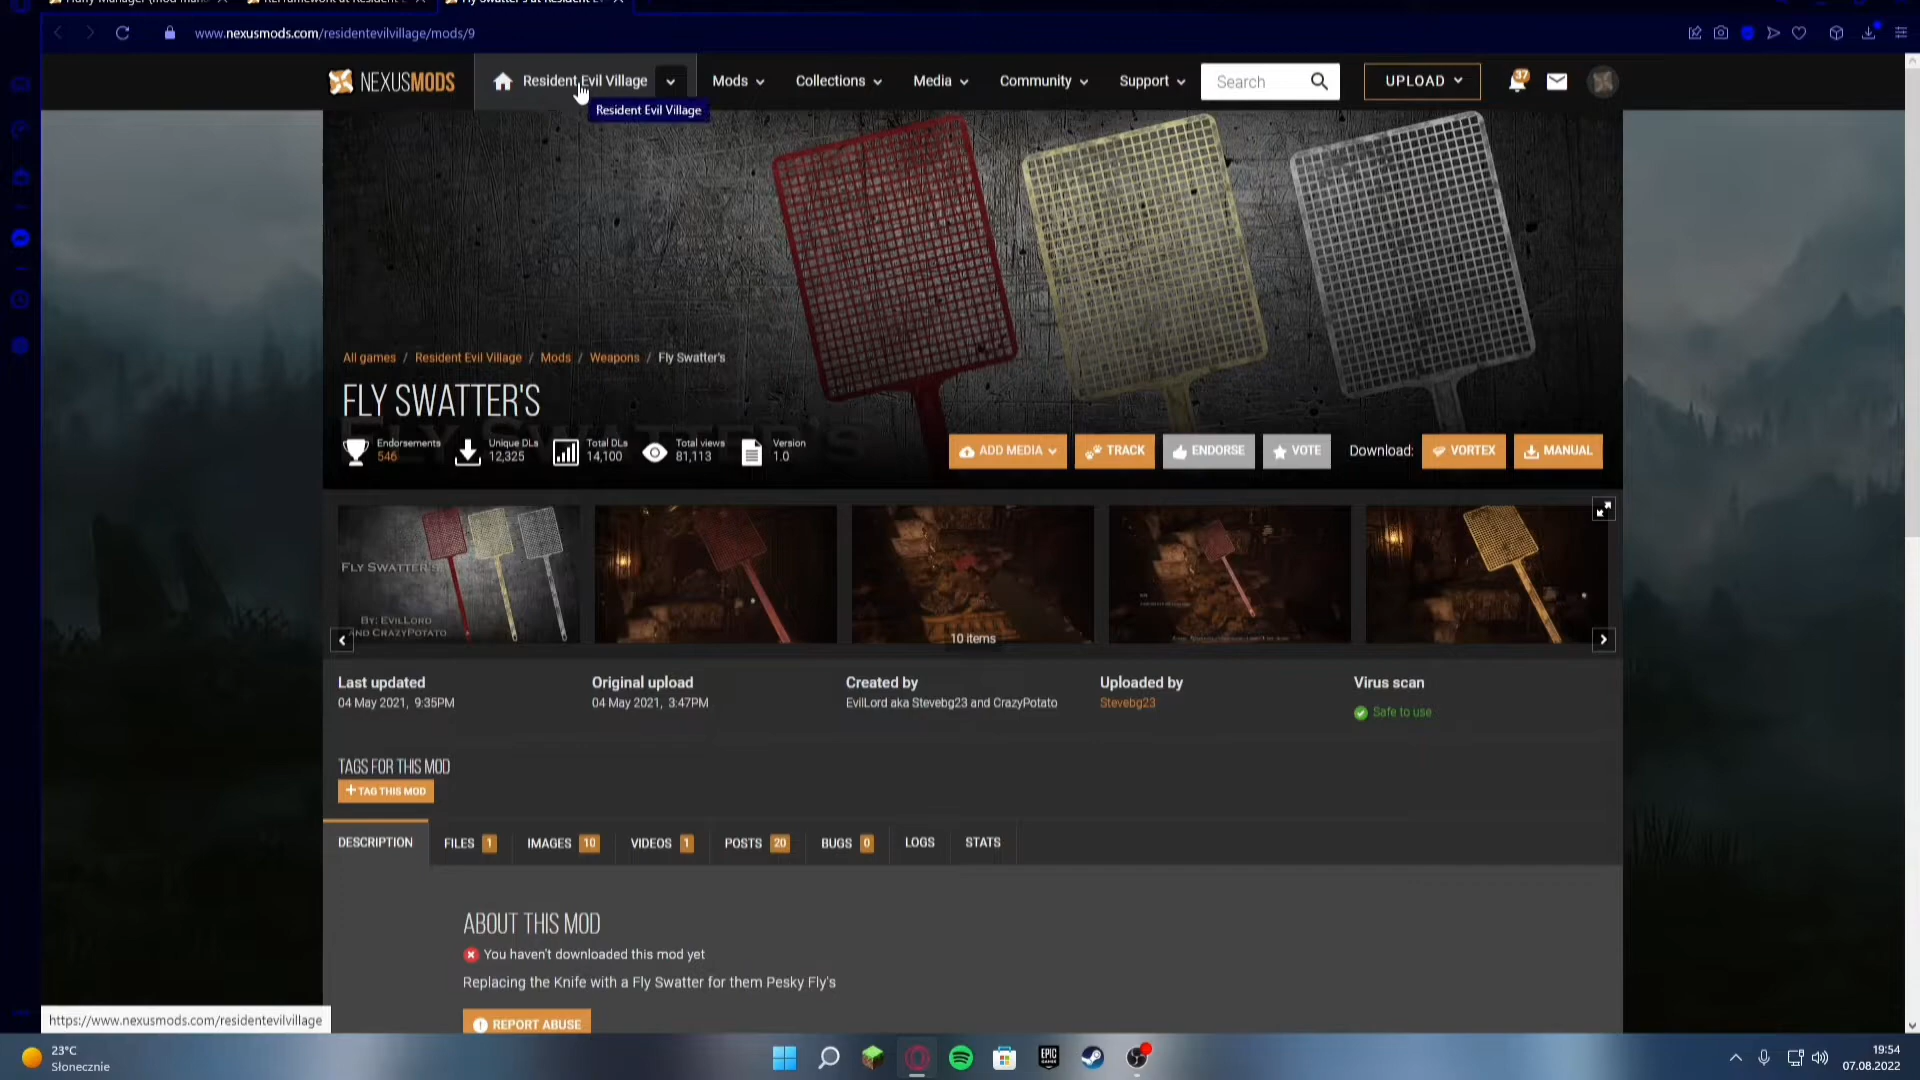 www.nexusmods.com/residentevilvillage/mods/9
NEXUSMODS
Resident Evil Village
Mods
Collections
Media
Community
Support
Search
UPLOAD
37
Resident Evil Village
All games / Resident Evil Village / Mods / Weapons / Fly Swatter's
FLY SWATTER'S
Endorsements
546
Unique DLs
12,325
Total DLs
14,100
Total views
81,113
Version
1.0
ADD MEDIA
TRACK
ENDORSE
VOTE
Download:
VORTEX
MANUAL
FLY SWATTER'S
BY: EVILLORD
AND CRAZYPOTATO
10 items
Last updated
04 May 2021, 9:35PM
Original upload
04 May 2021, 3:47PM
Created by
EvilLord aka Stevebg23 and CrazyPotato
Uploaded by
Stevebg23
Virus scan
Safe to use
TAGS FOR THIS MOD
+ TAG THIS MOD
DESCRIPTION
FILES 1
IMAGES 10
VIDEOS 1
POSTS 20
BUGS 0
LOGS
STATS
ABOUT THIS MOD
You haven't downloaded this mod yet
Replacing the Knife with a Fly Swatter for them Pesky Fly's
REPORT ABUSE
https://www.nexusmods.com/residentevilvillage
23°C
Słonecznie
EPIC
GAMES
19:54
07.08.2022